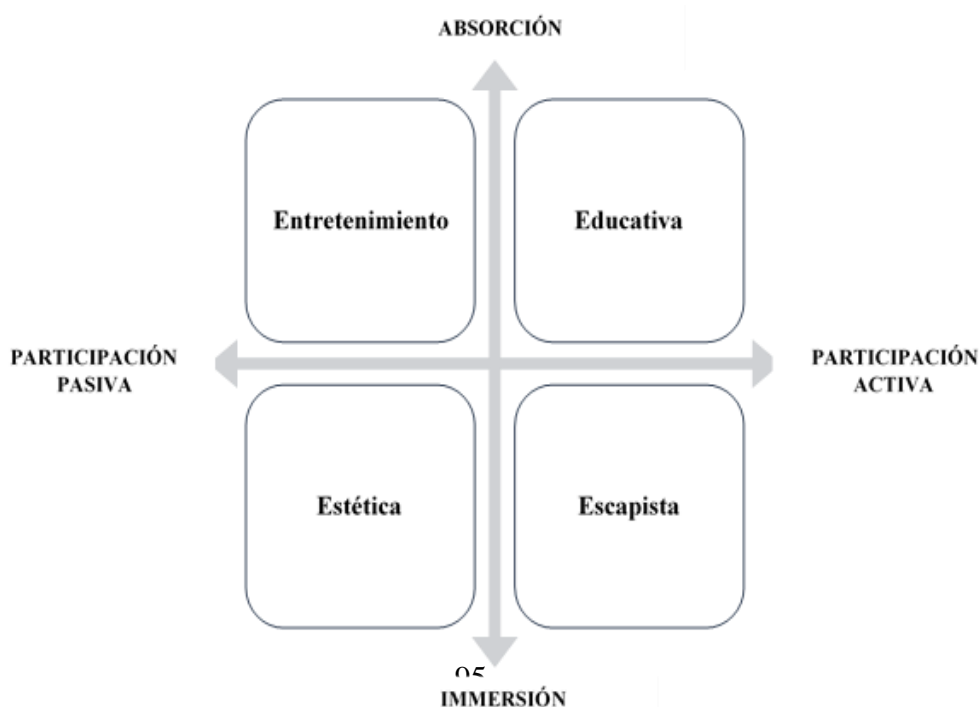 ABSORCIÓN
Entretenimiento
Educativa
PARTICIPACIÓN
PASIVA
PARTICIPACIÓN
ACTIVA
Estética
Escapista
IMMERSIÓN